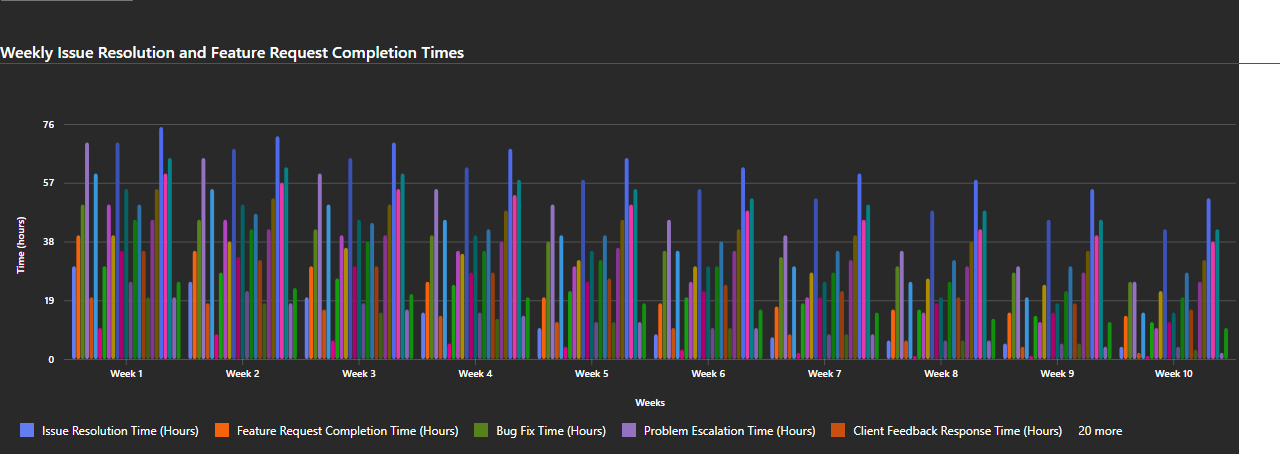 Weekly Issue Resolution and Feature Request Completion Times
76
57
38
19
0
Time (hours)
Week 1 Week 2 Week 3 Week 4 Week 5 Week 6 Week 7 Week 8 Week 9 Week 10
Weeks
Issue Resolution Time (Hours) Feature Request Completion Time (Hours) Bug Fix Time (Hours) Problem Escalation Time (Hours) Client Feedback Response Time (Hours) 20 more